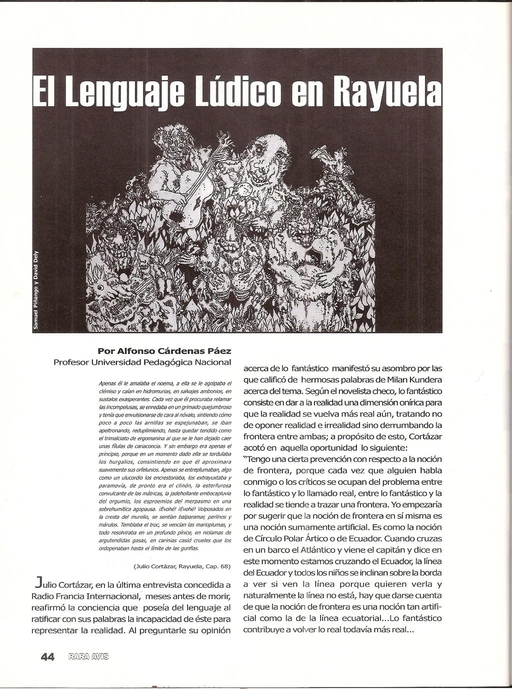 El Lenguaje Lúdico en Rayuela
Samuel Piñango y David Daly
Por Alfonso Cárdenas Páez
Profesor Universidad Pedagógica Nacional
Apenas él le amalaba el noema, a ella se le agolpaba el
clémiso y caían en hidromurias, en salvajes ambonios, en
sustalos exasperantes. Cada vez que él procuraba relamar
las incompelusas, se enredaba en un grimado quejumbroso
y tenía que envulsionarse de cara al nóvalo, sintiendo cómo
poco a poco las arnillas se espejunaban, se iban
apeltronando, reduplimiendo, hasta quedar tendido como
el trimalciato de ergomanina al que se le han dejado caer
unas fílulas de cariaconcia. Y sin embargo era apenas el
principio, porque en un momento dado ella se tordulaba
los hurgalios, consintiendo en que él aproximara
suavemente sus orfelunios. Apenas se entreplumaban, algo
como un ulucordio los encrestoriaba, los extrayuxtaba y
paramovía, de pronto era el clinón, la esterfurosa
convulcante de las mátricas, la jadehollante embocapluvia
del orgumio, los esproemios del merpasmo en una
sobrehumítica agopausa. ¡Evohé! ¡Evohé! Volposados en
la cresta del murelio, se sentían balparamar, perlinos y
márulos. Temblaba el troc, se vencían las marioplumas, y
todo resolviraba en un profundo pínice, en niolamas de
argutendidas gasas, en carinias casid crueles que los
ordopenaban hasta el límite de las gunfias.
(Julio Cortázar, Rayuela, Cap. 68)
Julio Cortázar, en la última entrevista concedida a
Radio Francia Internacional, meses antes de morir,
reafirmó la conciencia que poseía del lenguaje al
ratificar con sus palabras la incapacidad de éste para
representar la realidad. Al preguntarle su opinión
acerca de lo fantástico manifestó su asombro por las
que calificó de hermosas palabras de Milan Kundera
acerca del tema. Según el novelista checo, lo fantástico
consiste en dar a la realidad una dimensión onírica para
que la realidad se vuelva más real aún, tratando no
de oponer realidad e irrealidad sino derrumbando la
frontera entre ambas; a propósito de esto, Cortázar
acotó en aquella oportunidad lo siguiente:
“Tengo una cierta prevención con respecto a la noción
de frontera, porque cada vez que alguien habla
conmigo o los críticos se ocupan del problema entre
lo fantástico y lo llamado real, entre lo fantástico y la
realidad se tiende a trazar una frontera. Yo empezaría
por sugerir que la noción de frontera en sí misma es
una noción sumamente artificial. Es como la noción
de Círculo Polar Ártico o de Ecuador. Cuando cruzas
en un barco el Atlántico y viene el capitán y dice en
este momento estamos cruzando el Ecuador, la línea
del Ecuador y todos los niños se inclinan sobre la borda
a ver si ven la línea porque quieren verla y
naturalmente la línea no está, hay que darse cuenta
de que la noción de frontera es una noción tan artifi-
cial como la de la línea ecuatorial...Lo fantástico
contribuye a volver lo real todavía más real...
44 RARA AVIS